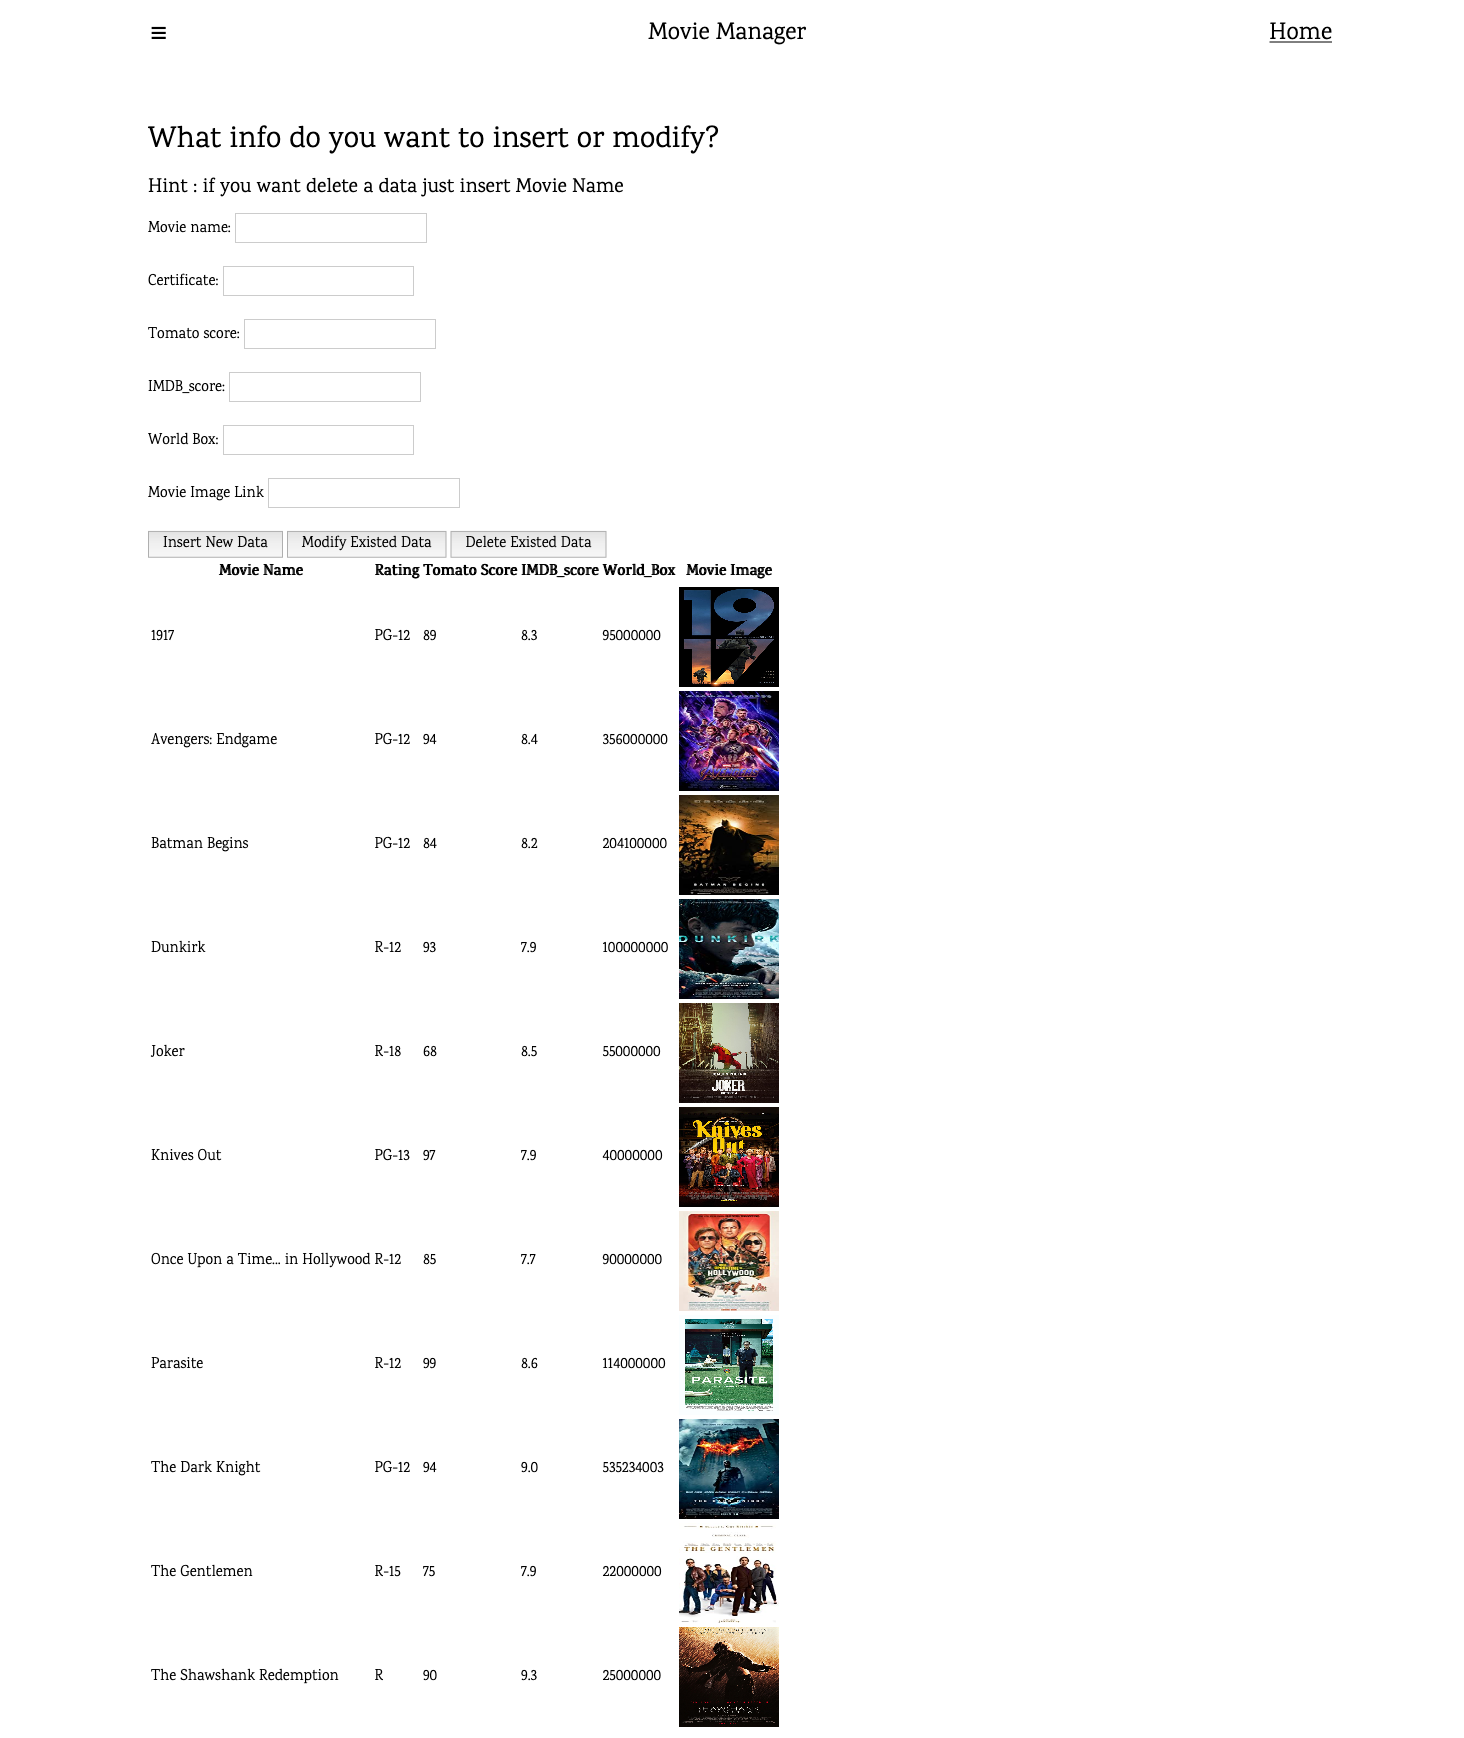 ≡ Movie Manager Home
What info do you want to insert or modify?
Hint : if you want delete a data just insert Movie Name
Movie name:
Certificate:
Tomato score:
IMDB_score:
World Box:
Movie Image Link
Insert New Data Modify Existed Data Delete Existed Data
Movie Name Rating Tomato Score IMDB_score World_Box Movie Image
1917 PG-12 89 8.3 95000000
19
17
Avengers: Endgame PG-12 94 8.4 356000000
Batman Begins PG-12 84 8.2 204100000
BATMAN BEGINS
Dunkirk R-12 93 7.9 100000000
DUNKIRK
Joker R-18 68 8.5 55000000
JOKER
Knives Out PG-13 97 7.9 40000000
Knives
Out
Once Upon a Time... in Hollywood R-12 85 7.7 90000000
HOLLYWOOD
Parasite R-12 99 8.6 114000000
PARASITE
The Dark Knight PG-12 94 9.0 535234003
The Gentlemen R-15 75 7.9 22000000
THE GENTLEMEN
The Shawshank Redemption R 90 9.3 25000000